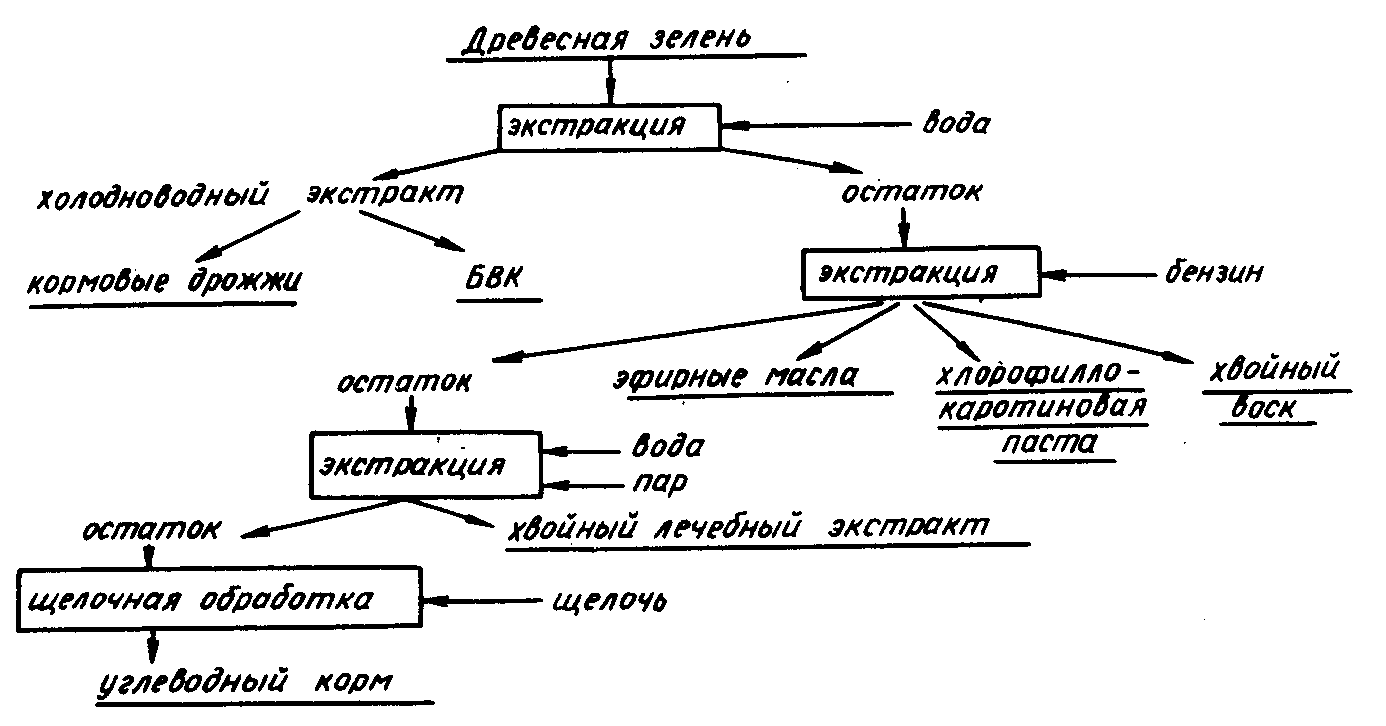 Древесная зелень
экстракция
вода
холодноводный экстракт
остаток
кормовые дрожжи
БВК
экстракция
бензин
остаток
эфирные масла
хлорофилло-
каротиновая
паста
хвойный
воск
экстракция
вода
пар
остаток
хвойный лечебный экстракт
щелочная обработка
щелочь
углеводный корм